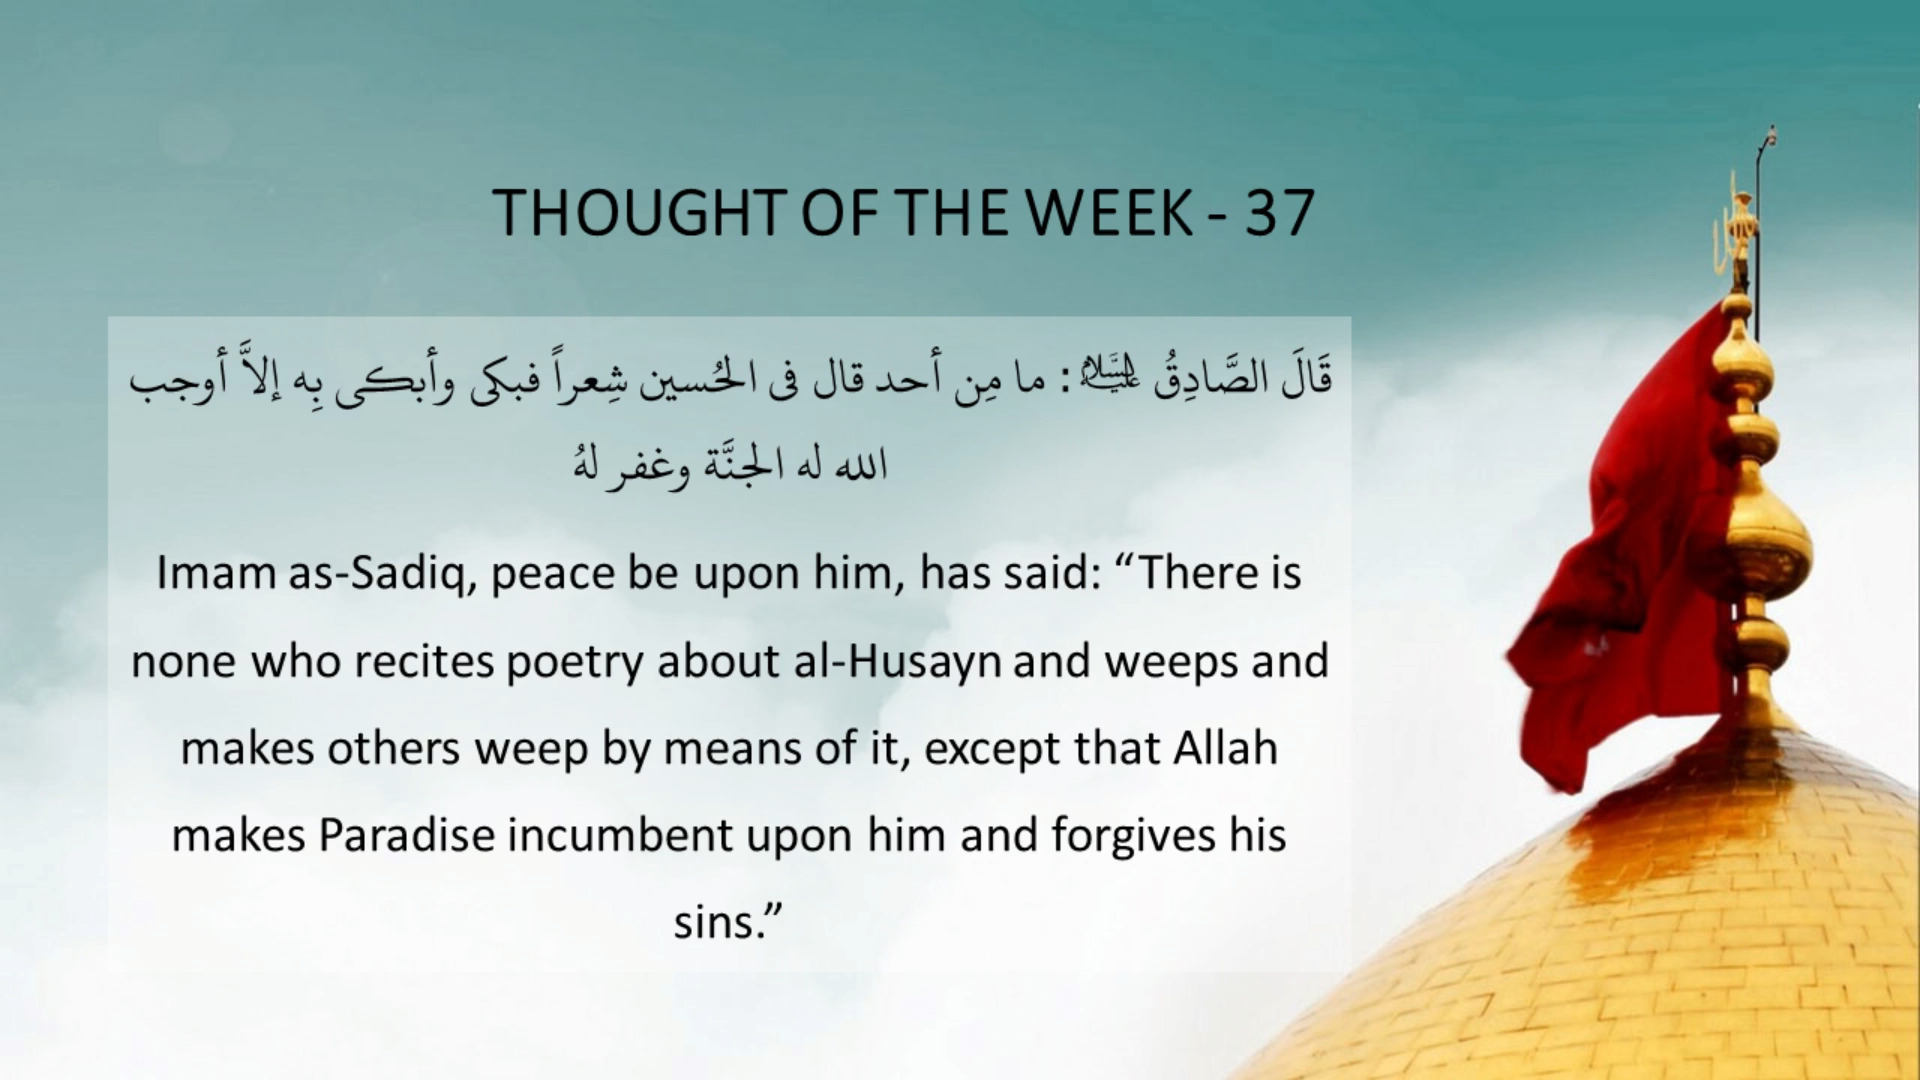 THOUGHT OF THE WEEK - 37
قَالَ الصَّادِقُ عَلَيْهِ السَّلَامُ : ما مِن أحد قال فى الحُسين شِعراً فبكى وأبكى بِه إلاَّ أوجب
الله له الجنَّة وغفر لهُ
Imam as-Sadiq, peace be upon him, has said: “There is
none who recites poetry about al-Husayn and weeps and
makes others weep by means of it, except that Allah
makes Paradise incumbent upon him and forgives his
sins.”